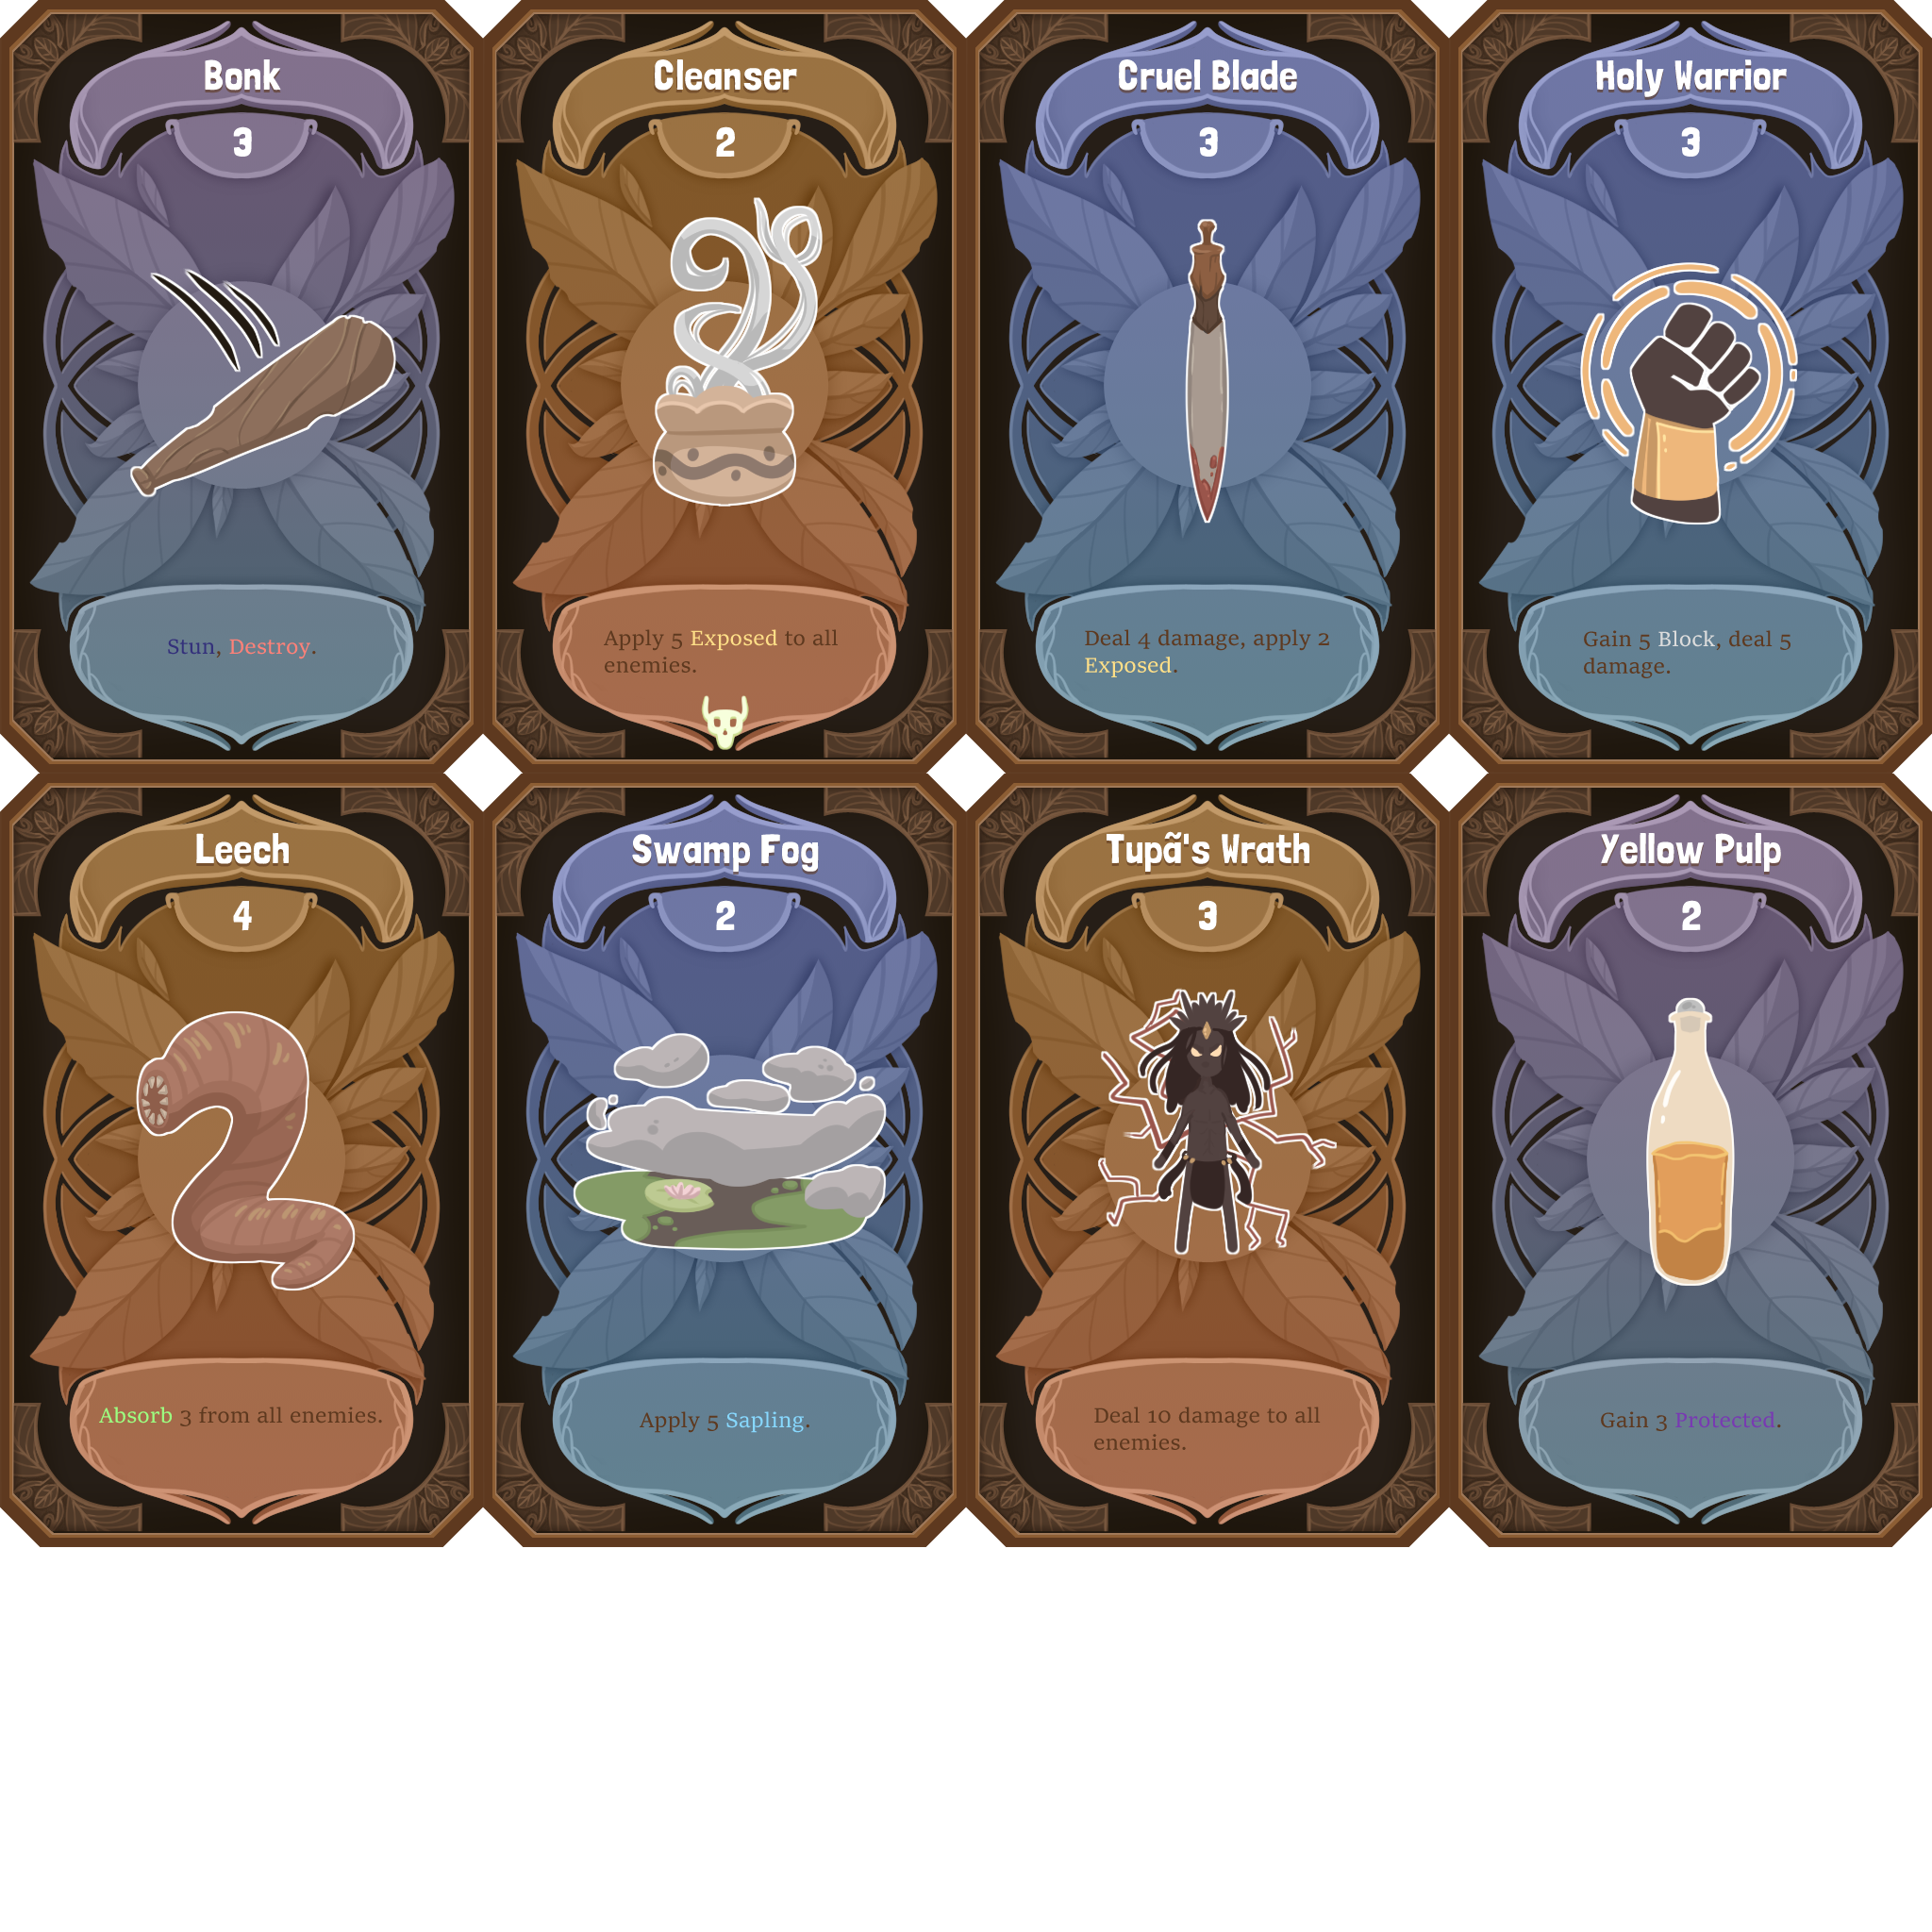 Bonk
3
Stun, Destroy.
Cleanser
2
Apply 5 Exposed to all
enemies.
Cruel Blade
3
Deal 4 damage, apply 2
Exposed.
Holy Warrior
3
Gain 5 Block, deal 5
damage.
Leech
4
Absorb 3 from all enemies.
Swamp Fog
2
Apply 5 Sapling.
Tupã's Wrath
3
Deal 10 damage to all
enemies.
Yellow Pulp
2
Gain 3 Protected.